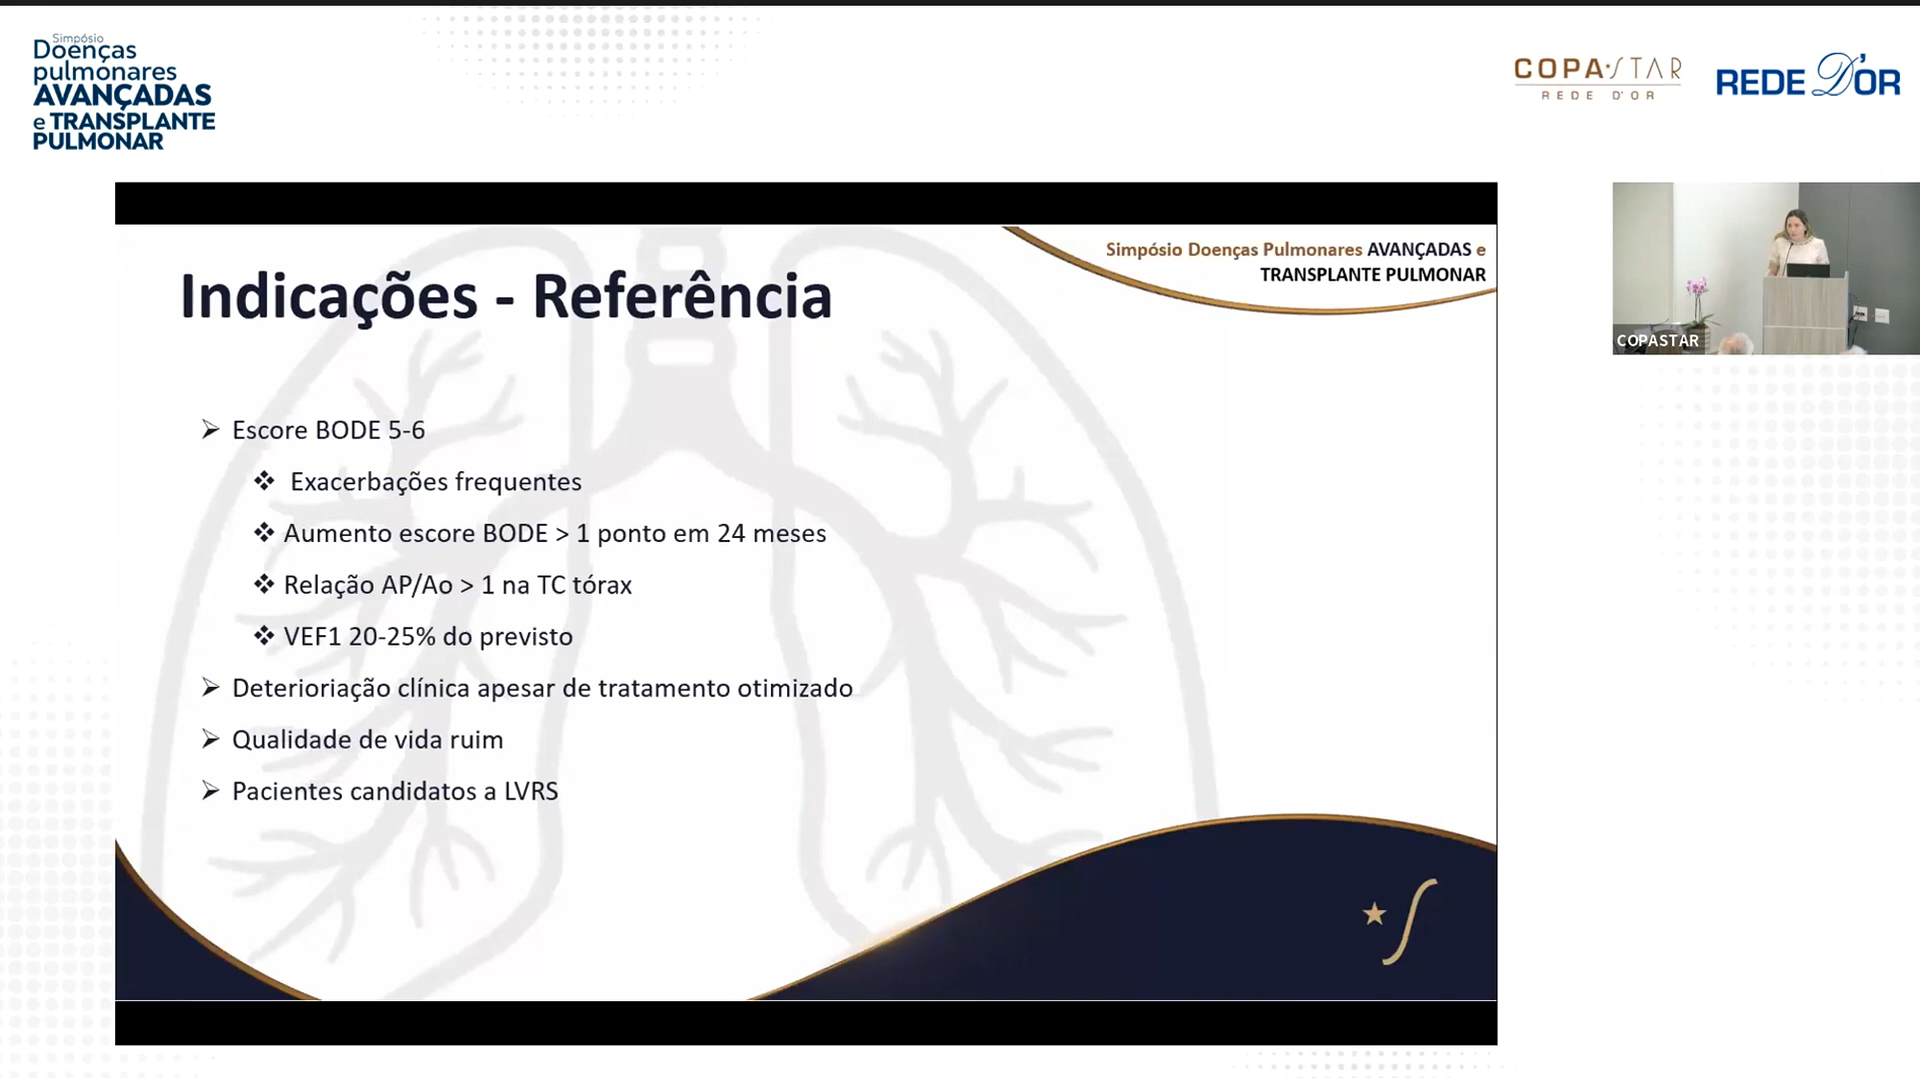 Simpósio
Doenças
pulmonares
AVANÇADAS
e TRANSPLANTE
PULMONAR
COPA STAR
REDE D'OR
REDE D'OR
Simpósio Doenças Pulmonares AVANÇADAS e
TRANSPLANTE PULMONAR
Indicações - Referência
Escore BODE 5-6
Exacerbações frequentes
Aumento escore BODE > 1 ponto em 24 meses
Relação AP/Ao > 1 na TC tórax
VEF1 20-25% do previsto
Deterioriação clínica apesar de tratamento otimizado
Qualidade de vida ruim
Pacientes candidatos a LVRS
COPASTAR